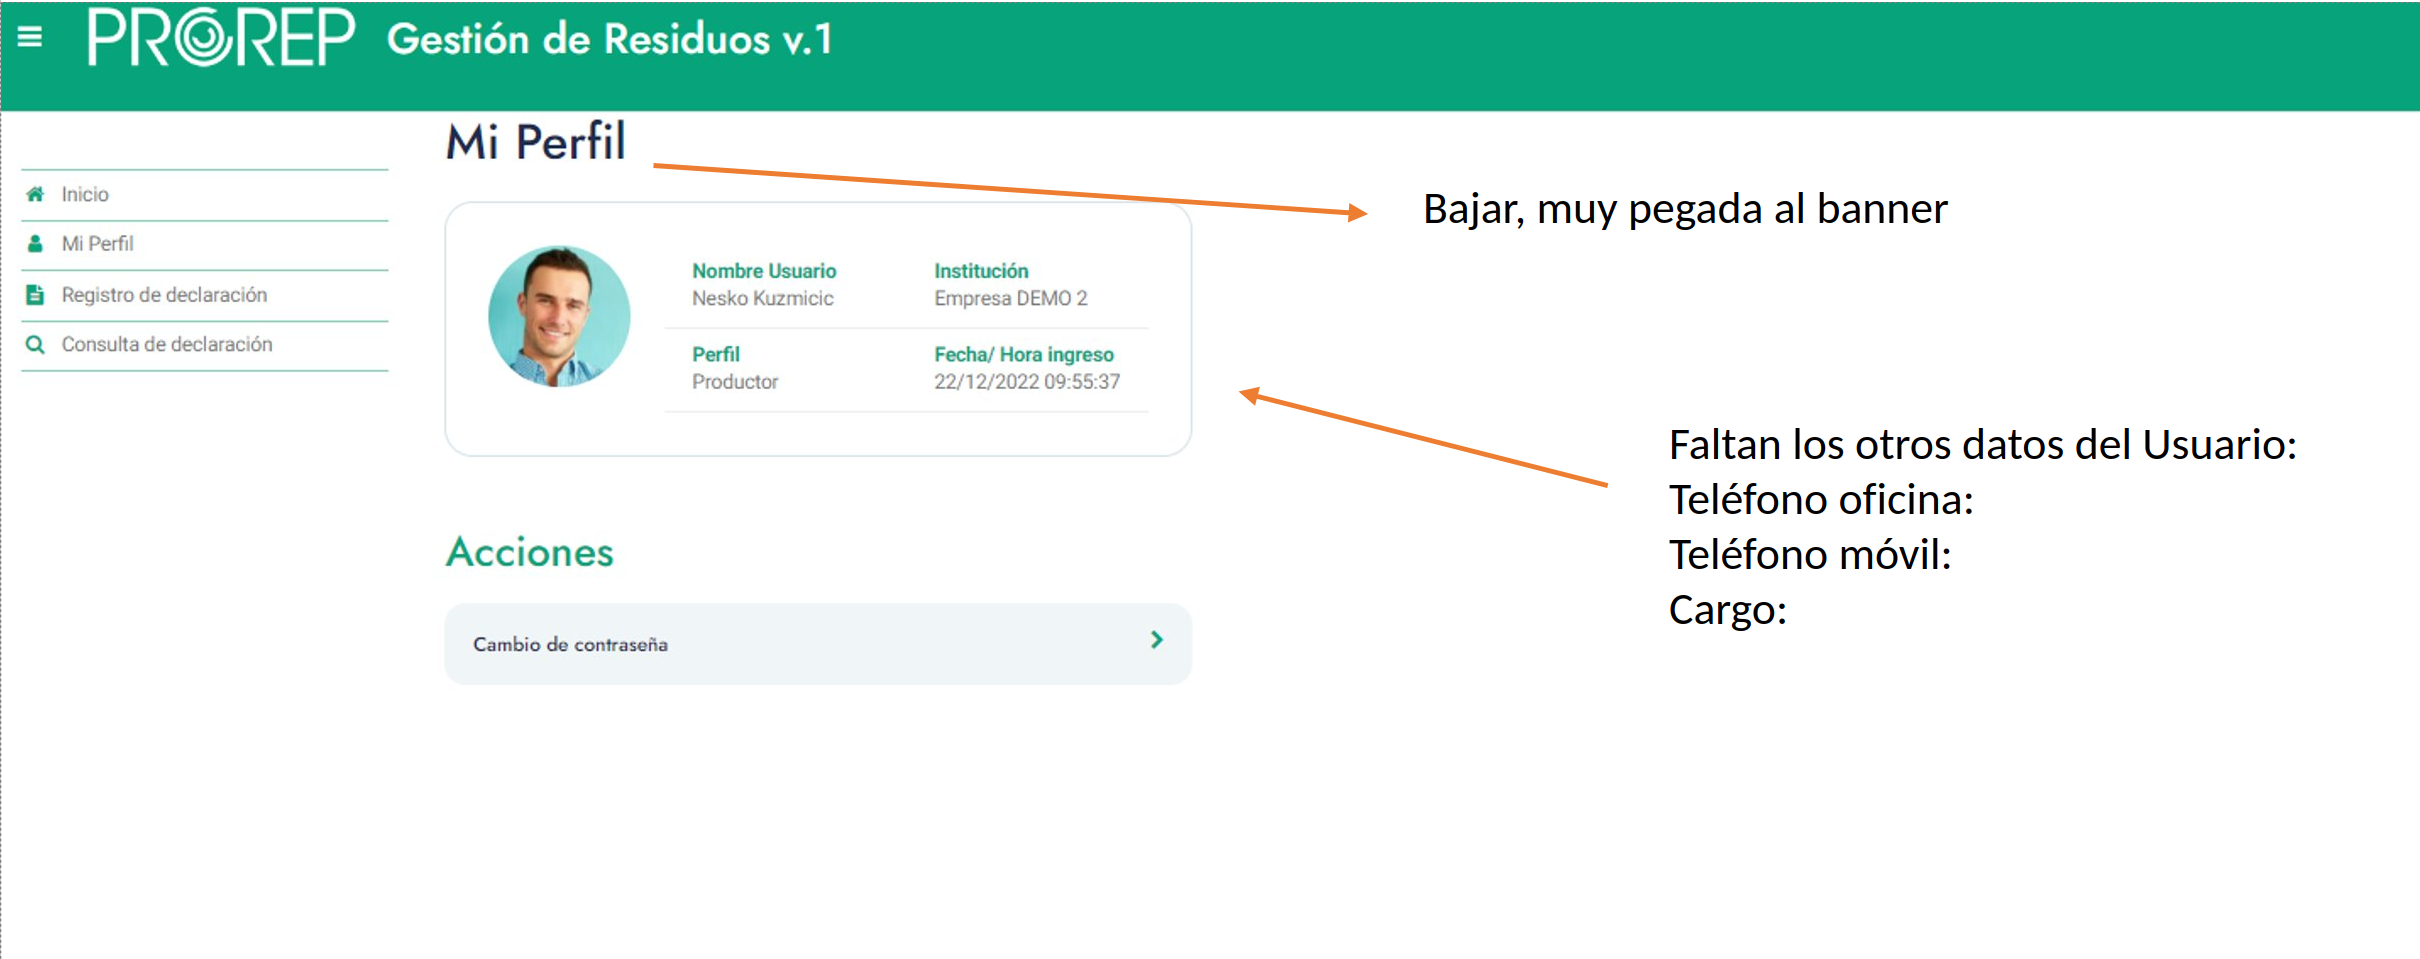 PROREP Gestión de Residuos v.1
Mi Perfil
Inicio
Mi Perfil
Registro de declaración
Consulta de declaración
Nombre Usuario
Nesko Kuzmicic
Institución
Empresa DEMO 2
Perfil
Productor
Fecha/ Hora ingreso
22/12/2022 09:55:37
Acciones
Cambio de contraseña
Bajar, muy pegada al banner
Faltan los otros datos del Usuario:
Teléfono oficina:
Teléfono móvil:
Cargo: